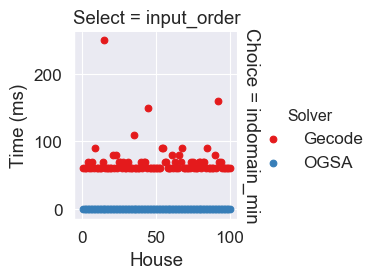 Select = input_order
Time (ms)
200
100
0
0
50
100
House
Choice = indomain_min
Solver
Gecode
OGSA